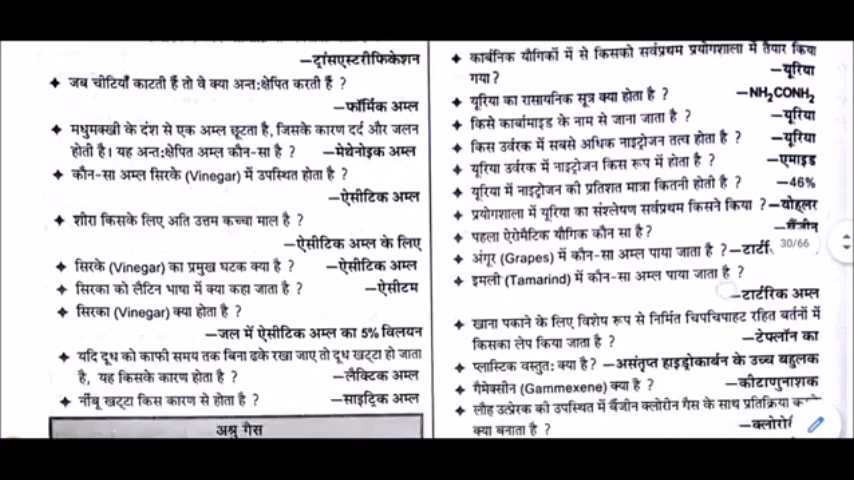 —ट्रांसएस्टरीफिकेशन
✦ जब चीटियाँ काटती हैं तो वे क्या अन्त:क्षेपित करती हैं ?
—फॉर्मिक अम्ल
✦ मधुमक्खी के दंश से एक अम्ल छूटता है, जिसके कारण दर्द और जलन
होती है। यह अन्त:क्षेपित अम्ल कौन-सा है ? —मेथेनोइक अम्ल
✦ कौन-सा अम्ल सिरके (Vinegar) में उपस्थित होता है ?
—ऐसीटिक अम्ल
✦ शीरा किसके लिए अति उत्तम कच्चा माल है ?
—ऐसीटिक अम्ल के लिए
✦ सिरके (Vinegar) का प्रमुख घटक क्या है ? —ऐसीटिक अम्ल
✦ सिरका को लैटिन भाषा में क्या कहा जाता है ? —ऐसीटम
✦ सिरका (Vinegar) क्या होता है ?
—जल में ऐसीटिक अम्ल का 5% विलयन
✦ यदि दूध को काफी समय तक बिना ढके रखा जाए तो दूध खट्टा हो जाता
है, यह किसके कारण होता है ? —लैक्टिक अम्ल
✦ नींबू खट्टा किस कारण से होता है ? —साइट्रिक अम्ल
अश्रु गैस
✦ कार्बनिक यौगिकों में से किसको सर्वप्रथम प्रयोगशाला में तैयार किया
गया? —यूरिया
✦ यूरिया का रासायनिक सूत्र क्या होता है ? —NH₂CONH₂
✦ किसे कार्बामाइड के नाम से जाना जाता है ? —यूरिया
✦ किस उर्वरक में सबसे अधिक नाइट्रोजन तत्व होता है ? —यूरिया
✦ यूरिया उर्वरक में नाइट्रोजन किस रूप में होता है ? —एमाइड
✦ यूरिया में नाइट्रोजन की प्रतिशत मात्रा कितनी होती है ? —46%
✦ प्रयोगशाला में यूरिया का संश्लेषण सर्वप्रथम किसने किया ? —वोहलर
✦ पहला ऐरोमैटिक यौगिक कौन सा है? —बैंजीन
30/66
✦ अंगूर (Grapes) में कौन-सा अम्ल पाया जाता है ? —टार्टरि
✦ इमली (Tamarind) में कौन-सा अम्ल पाया जाता है ?
—टार्टरिक अम्ल
✦ खाना पकाने के लिए विशेष रूप से निर्मित चिपचिपाहट रहित बर्तनों में
किसका लेप किया जाता है ? —टेफ्लॉन का
✦ प्लास्टिक वस्तुत: क्या है? —असंतृप्त हाइड्रोकार्बन के उच्च बहुलक
✦ गैमेक्सीन (Gammexene) क्या है ? —कीटाणुनाशक
✦ लौह उत्प्रेरक की उपस्थिति में बैंजीन क्लोरीन गैस के साथ प्रतिक्रिया
क्या बनाता है ?